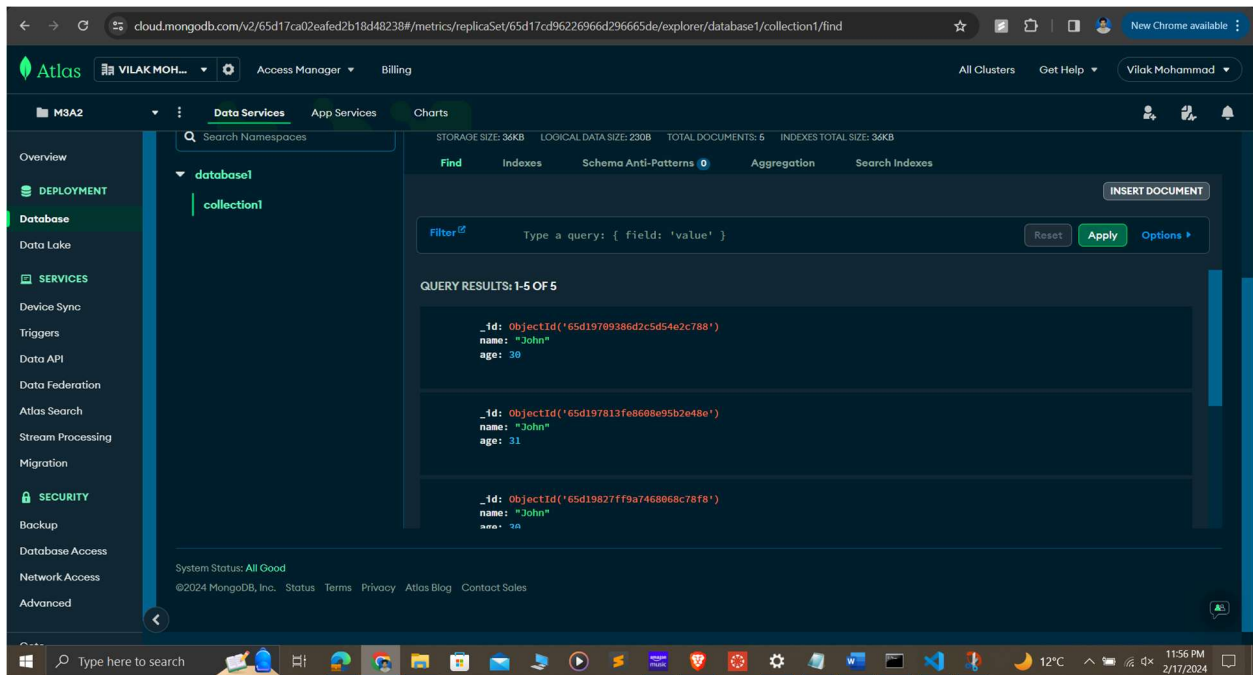 cloud.mongodb.com/v2/65d17ca02eafed2b18d48238#/metrics/replicaSet/65d17cd96226966d296665de/explorer/database1/collection1/find
New Chrome available
Atlas
VILAK MOH...
Access Manager
Billing
All Clusters
Get Help
Vilak Mohammad
M3A2
Data Services
App Services
Charts
Overview
DEPLOYMENT
Database
Data Lake
SERVICES
Device Sync
Triggers
Data API
Data Federation
Atlas Search
Stream Processing
Migration
SECURITY
Backup
Database Access
Network Access
Advanced
Search Namespaces
database1
collection1
STORAGE SIZE: 36KB LOGICAL DATA SIZE: 230B TOTAL DOCUMENTS: 5 INDEXES TOTAL SIZE: 36KB
Find
Indexes
Schema Anti-Patterns 0
Aggregation
Search Indexes
INSERT DOCUMENT
Filter
Type a query: { field: 'value' }
Reset
Apply
Options
QUERY RESULTS: 1-5 OF 5
_id: ObjectId('65d19709386d2c5d54e2c788')
name: "John"
age: 30
_id: ObjectId('65d197813fe8608e95b2e48e')
name: "John"
age: 31
_id: ObjectId('65d19827ff9a7468068c78f8')
name: "John"
age: 30
System Status: All Good
©2024 MongoDB, Inc. Status Terms Privacy Atlas Blog Contact Sales
Type here to search
12°C
11:56 PM
2/17/2024